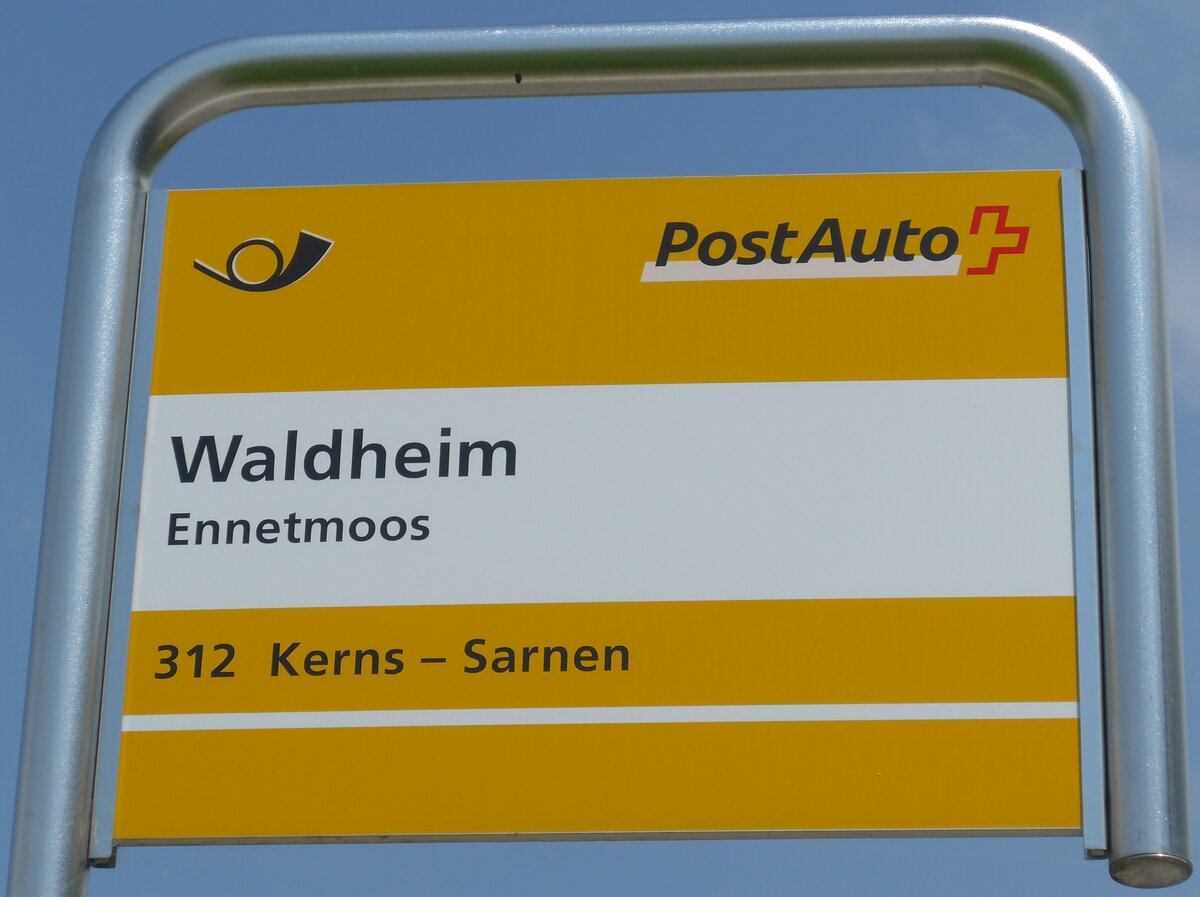 PostAuto
Waldheim
Ennetmoos
312 Kerns – Sarnen